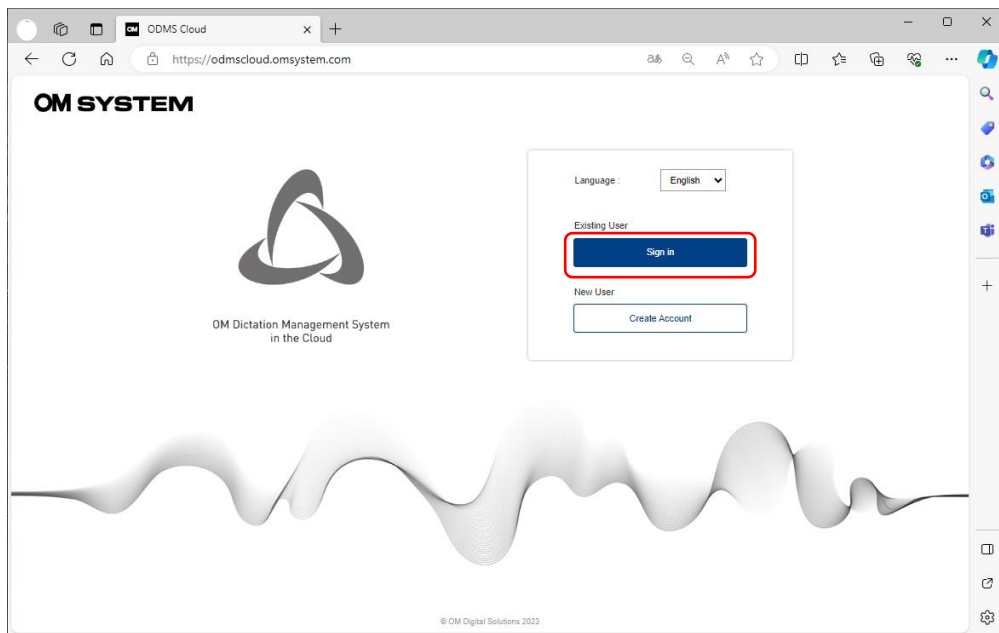 OM ODMS Cloud
https://odmscloud.omsystem.com
OM SYSTEM
Language : English
Existing User
Sign in
New User
Create Account
OM Dictation Management System
in the Cloud
© OM Digital Solutions 2023